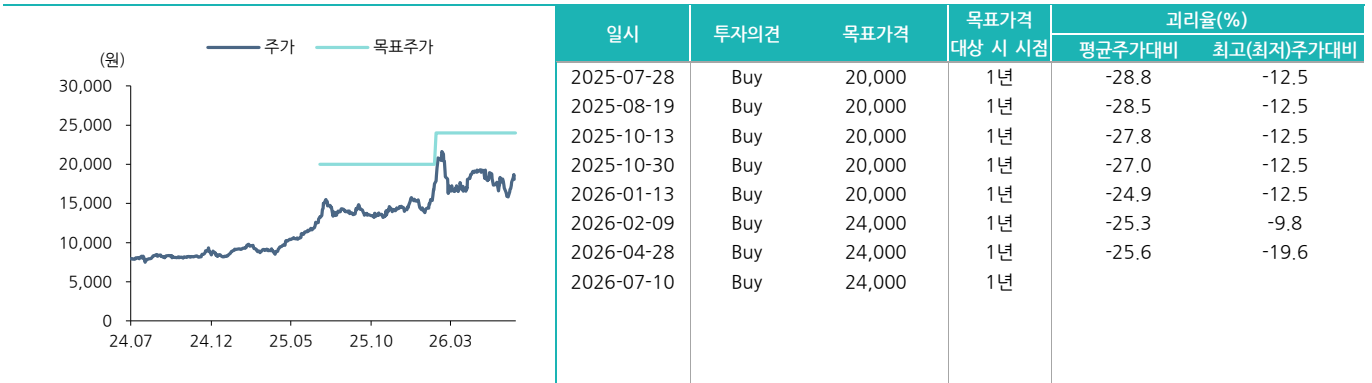 주가 목표주가
(원)
30,000
25,000
20,000
15,000
10,000
5,000
0
24.07 24.12 25.05 25.10 26.03
일시 투자의견 목표가격 목표가격 대상 시 시점 괴리율(%)
평균주가대비 최고(최저)주가대비
2025-07-28 Buy 20,000 1년 -28.8 -12.5
2025-08-19 Buy 20,000 1년 -28.5 -12.5
2025-10-13 Buy 20,000 1년 -27.8 -12.5
2025-10-30 Buy 20,000 1년 -27.0 -12.5
2026-01-13 Buy 20,000 1년 -24.9 -12.5
2026-02-09 Buy 24,000 1년 -25.3 -9.8
2026-04-28 Buy 24,000 1년 -25.6 -19.6
2026-07-10 Buy 24,000 1년